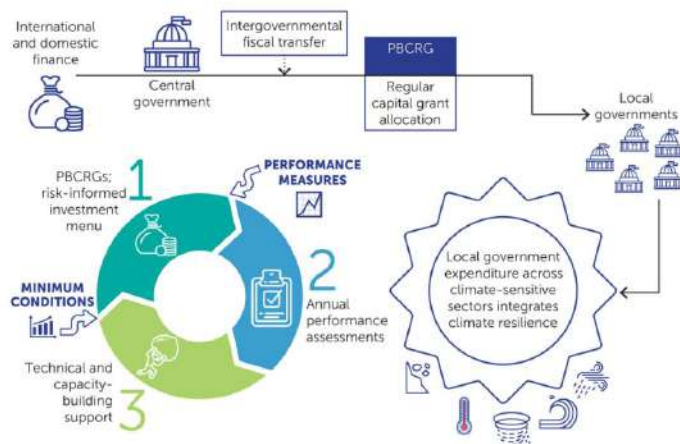 International
and domestic
finance
Central
government
Intergovernmental
fiscal transfer
PBCRG
Regular
capital grant
allocation
Local
governments
1
PBCRGs;
risk-informed
investment
menu
PERFORMANCE
MEASURES
2
Annual
performance
assessments
MINIMUM
CONDITIONS
Technical and
capacity-
building
support
3
Local government
expenditure across
climate-sensitive
sectors integrates
climate resilience